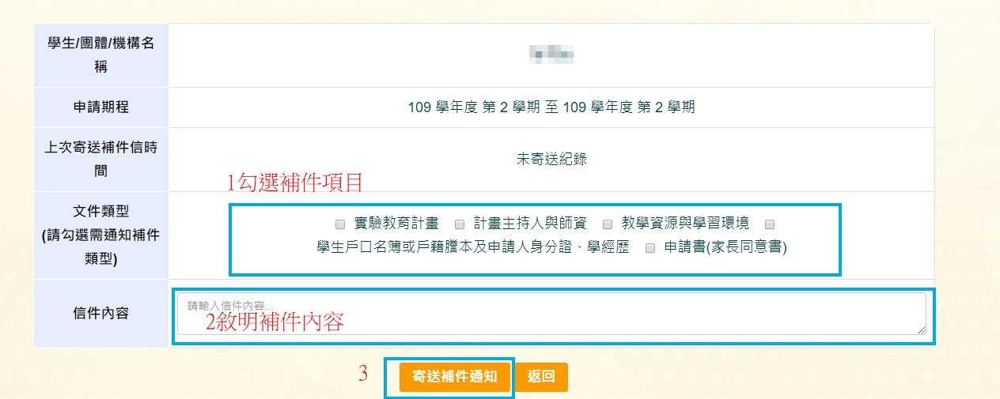 學生/團體/機構名
稱
申請期程
109 學年度 第 2 學期 至 109 學年度 第 2 學期
上次寄送補件信時
間
未寄送紀錄
1勾選補件項目
文件類型
(請勾選需通知補件
類型)
實驗教育計畫 計畫主持人與師資 教學資源與學習環境
學生戶口名簿或戶籍謄本及申請人身分證、學經歷 申請書(家長同意書)
信件內容
請輸入信件內容...
2敘明補件內容
3
寄送補件通知 返回